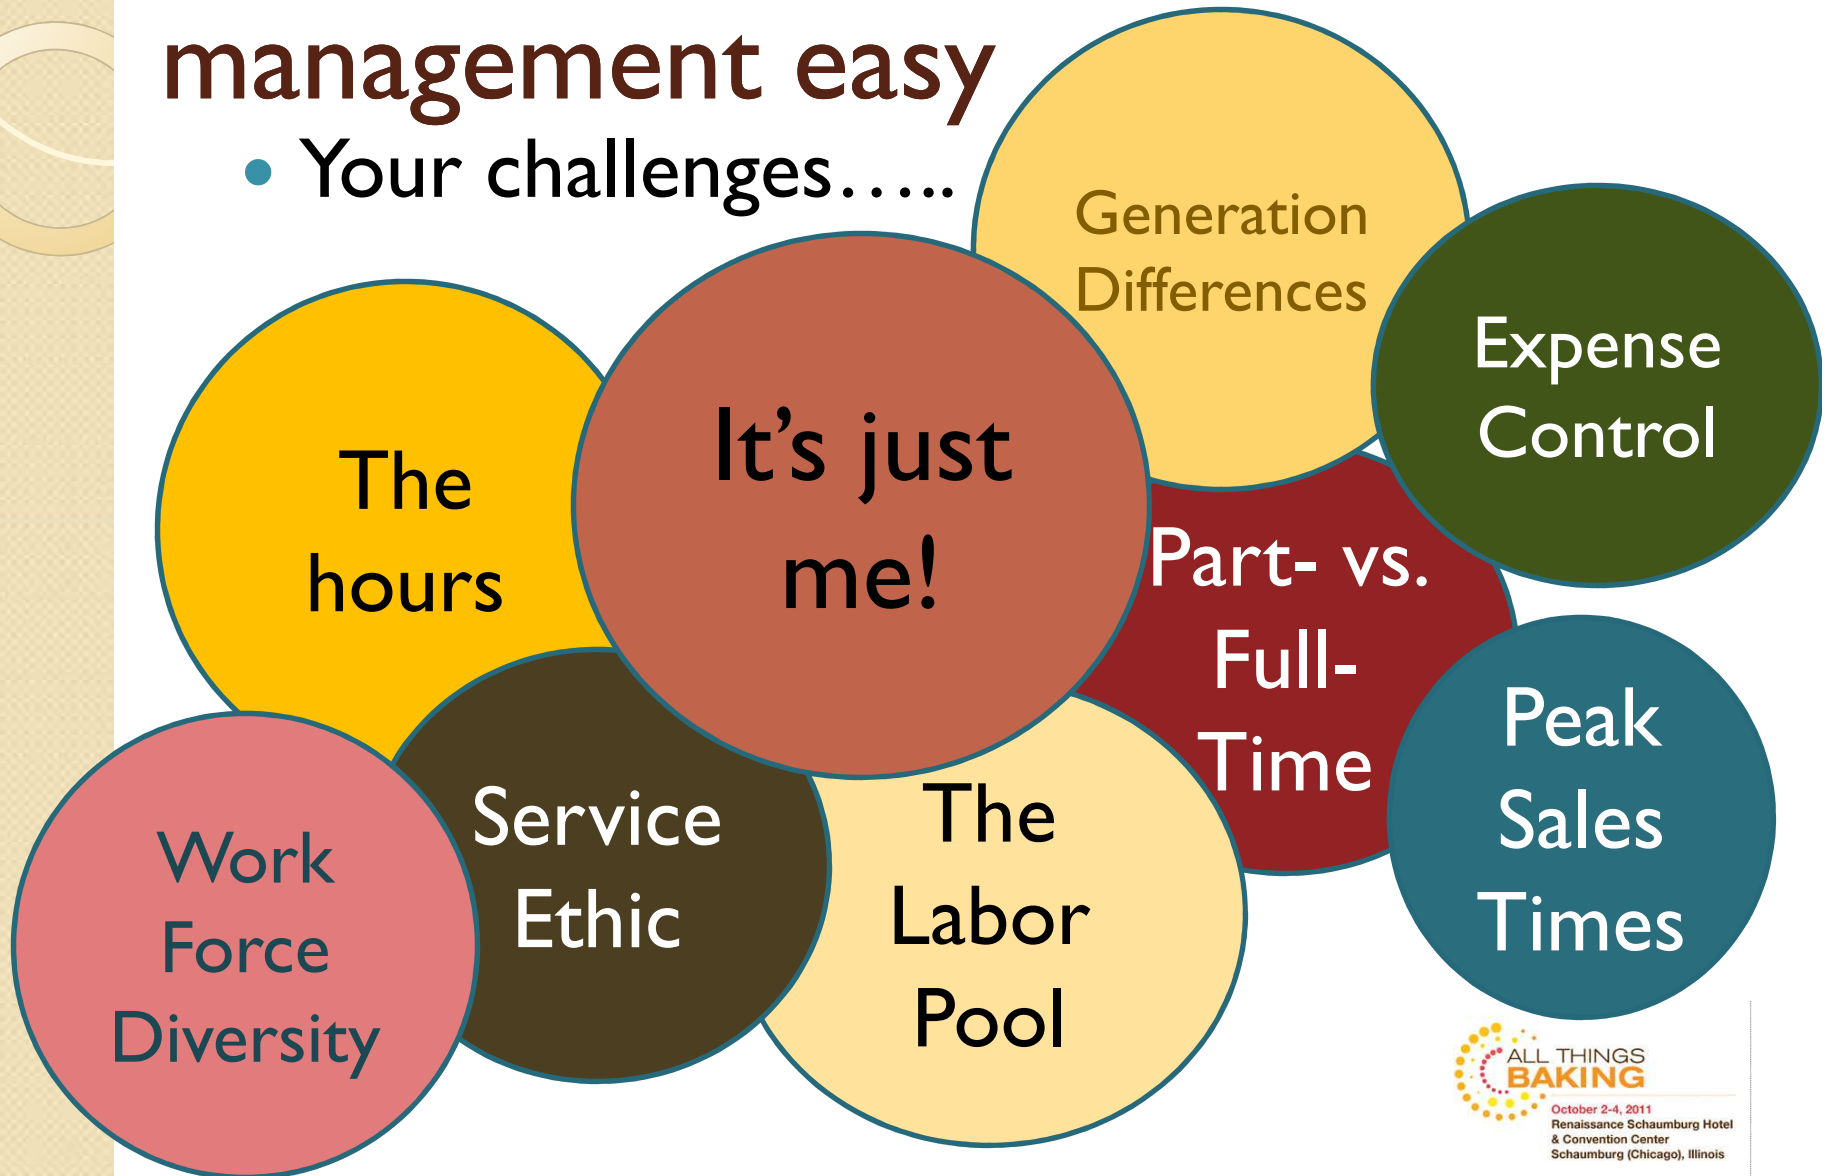 management easy
• Your challenges…..
Generation
Differences
Expense
Control
It’s just
me!
The
hours
Part- vs.
Full-
Time
Peak
Sales
Times
Service
Ethic
The
Labor
Pool
Work
Force
Diversity
ALL THINGS
BAKING
October 2-4, 2011
Renaissance Schaumburg Hotel
& Convention Center
Schaumburg (Chicago), Illinois